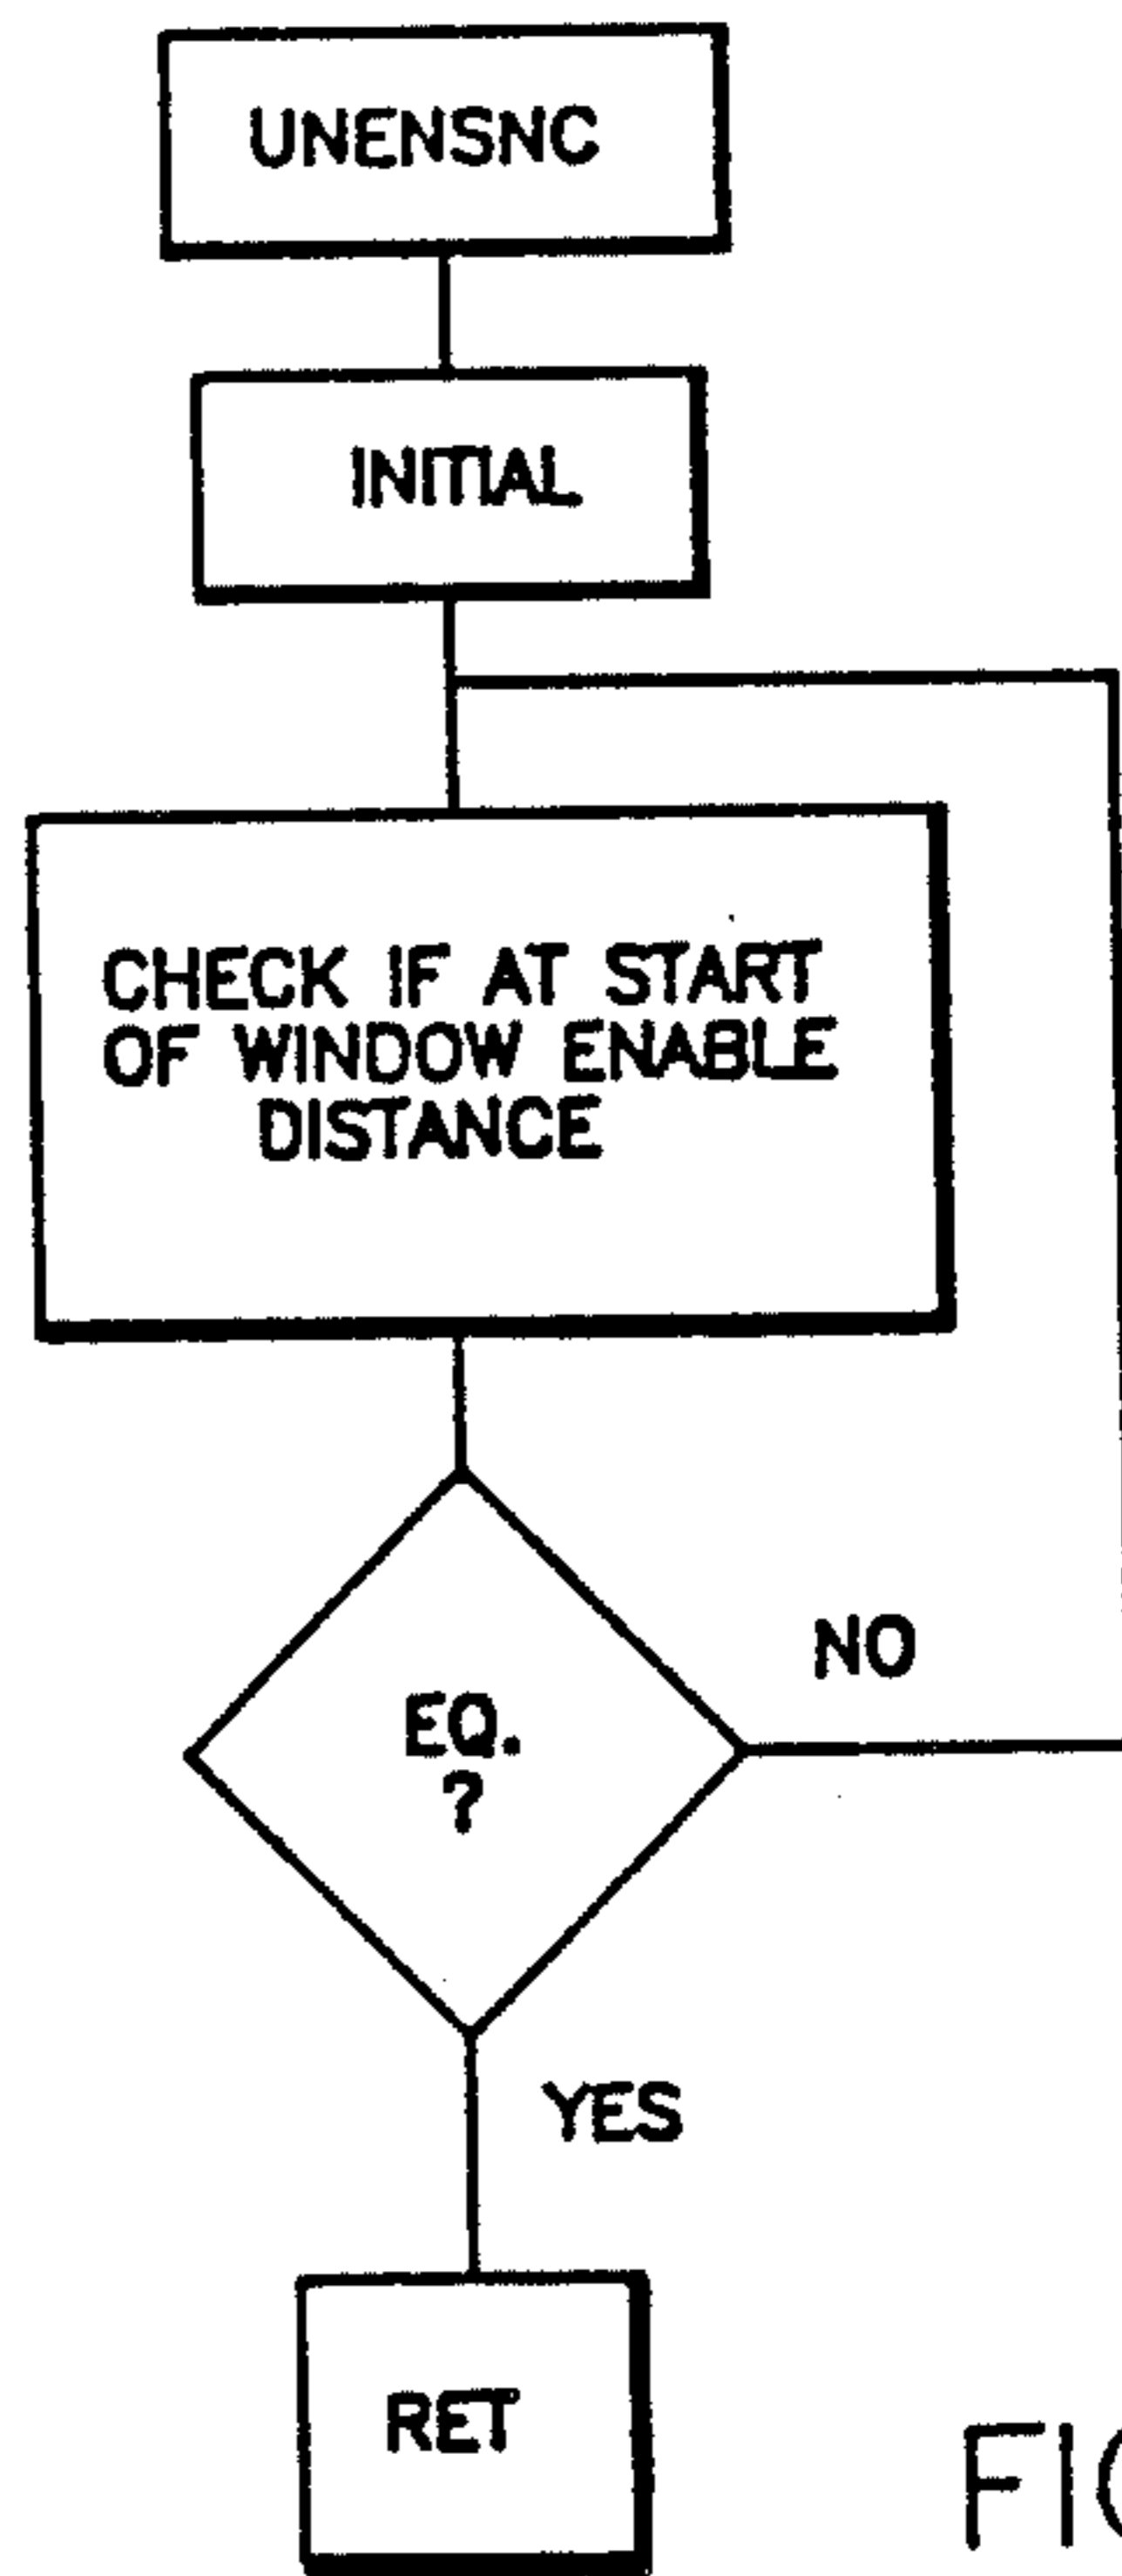 UNENSNC
INITIAL
CHECK IF AT START
OF WINDOW ENABLE
DISTANCE
EQ.
?
NO
YES
RET